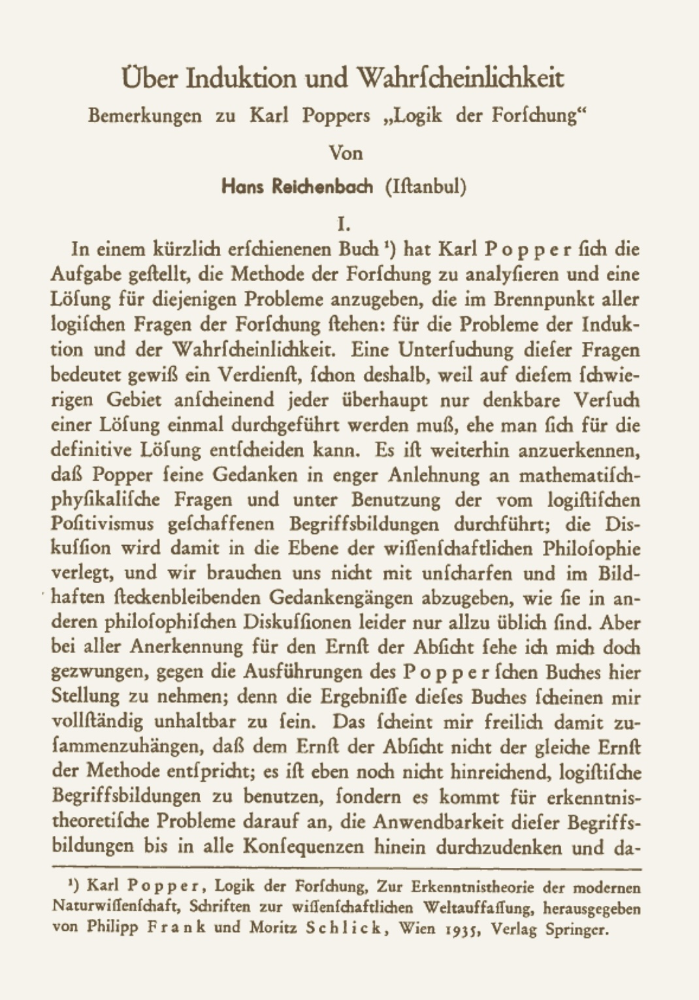 Über Induktion und Wahrſcheinlichkeit
Bemerkungen zu Karl Poppers „Logik der Forſchung“
Von
Hans Reichenbach (Iſtanbul)
I.
In einem kürzlich erſchienenen Buch ¹) hat Karl Popper ſich die
Aufgabe geſtellt, die Methode der Forſchung zu analyſieren und eine
Löſung für diejenigen Probleme anzugeben, die im Brennpunkt aller
logiſchen Fragen der Forſchung ſtehen: für die Probleme der Induk-
tion und der Wahrſcheinlichkeit. Eine Unterſuchung dieſer Fragen
bedeutet gewiß ein Verdienſt, ſchon deshalb, weil auf dieſem ſchwie-
rigen Gebiet anſcheinend jeder überhaupt nur denkbare Verſuch
einer Löſung einmal durchgeführt werden muß, ehe man ſich für die
definitive Löſung entſcheiden kann. Es iſt weiterhin anzuerkennen,
daß Popper ſeine Gedanken in enger Anlehnung an mathematiſch-
phyſikaliſche Fragen und unter Benutzung der vom logiſtiſchen
Poſitivismus geſchaffenen Begriffsbildungen durchführt; die Dis-
kuſſion wird damit in die Ebene der wiſſenſchaftlichen Philoſophie
verlegt, und wir brauchen uns nicht mit unſcharfen und im Bild-
haften ſteckenbleibenden Gedankengängen abzugeben, wie ſie in an-
deren philoſophiſchen Diskuſſionen leider nur allzu üblich ſind. Aber
bei aller Anerkennung für den Ernſt der Abſicht ſehe ich mich doch
gezwungen, gegen die Ausführungen des Popperſchen Buches hier
Stellung zu nehmen; denn die Ergebniſſe dieſes Buches ſcheinen mir
vollſtändig unhaltbar zu ſein. Das ſcheint mir freilich damit zu-
ſammenzuhängen, daß dem Ernſt der Abſicht nicht der gleiche Ernſt
der Methode entſpricht; es iſt eben noch nicht hinreichend, logiſtiſche
Begriffsbildungen zu benutzen, ſondern es kommt für erkenntnis-
theoretiſche Probleme darauf an, die Anwendbarkeit dieſer Begriffs-
bildungen bis in alle Konſequenzen hinein durchzudenken und da-
¹) Karl Popper, Logik der Forſchung, Zur Erkenntnistheorie der modernen
Naturwiſſenſchaft, Schriften zur wiſſenſchaftlichen Weltauffaſſung, herausgegeben
von Philipp Frank und Moritz Schlick, Wien 1935, Verlag Springer.